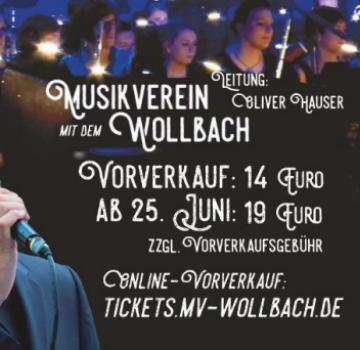 LEITUNG:
MUSIKVEREIN OLIVER HAUSER
MIT DEM WOLLBACH
VORVERKAUF: 14 EURO
AB 25. JUNI: 19 EURO
ZZGL. VORVERKAUFSGEBÜHR
ONLINE-VORVERKAUF:
TICKETS.MV-WOLLBACH.DE